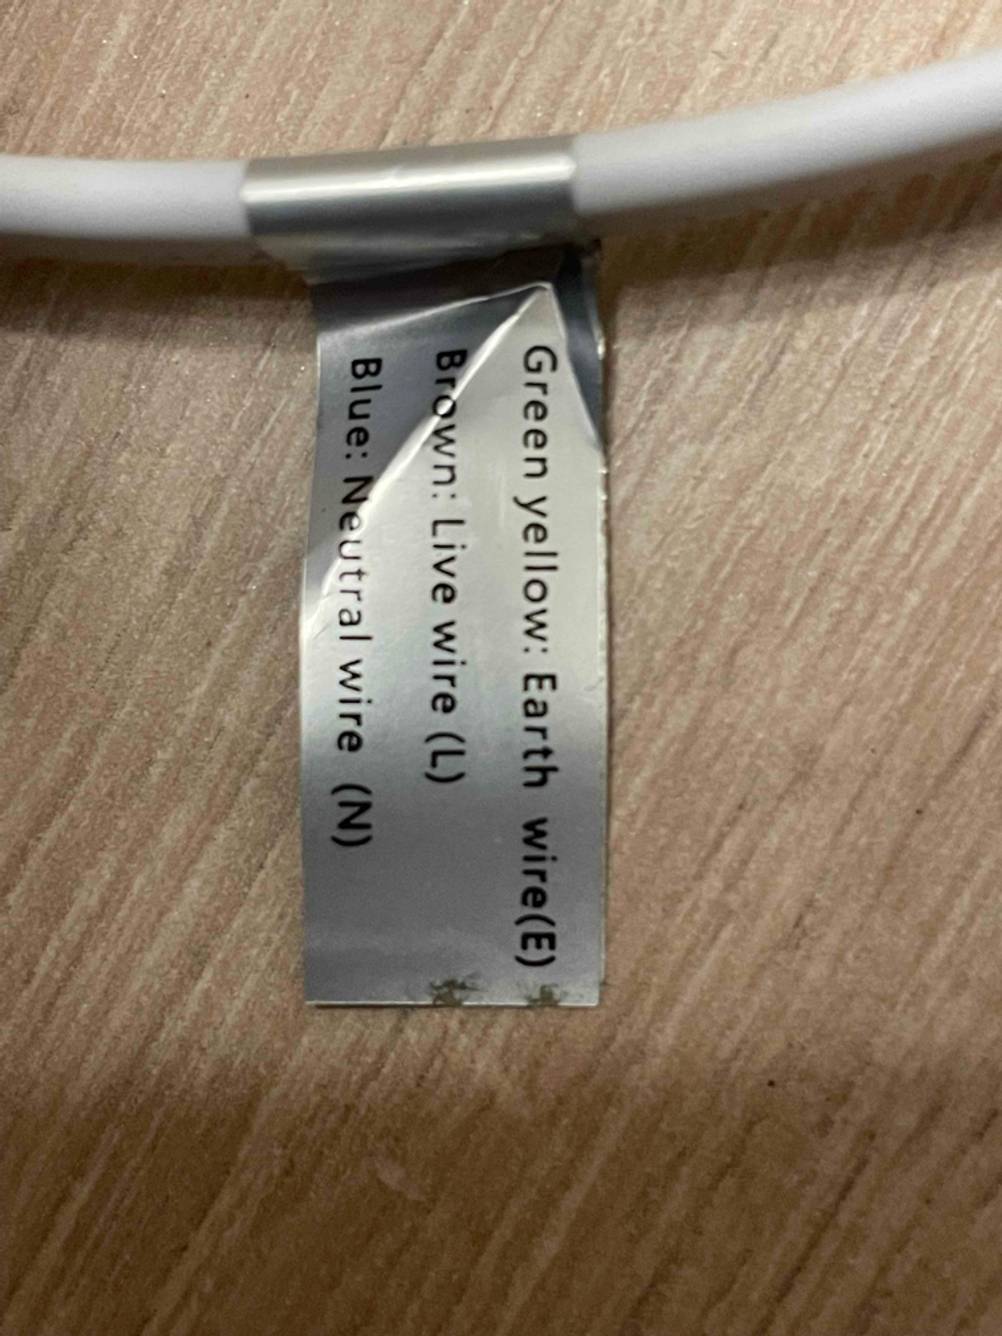 Green yellow: Earth wire(E)
Brown: Live wire (L)
Blue: Neutral wire (N)